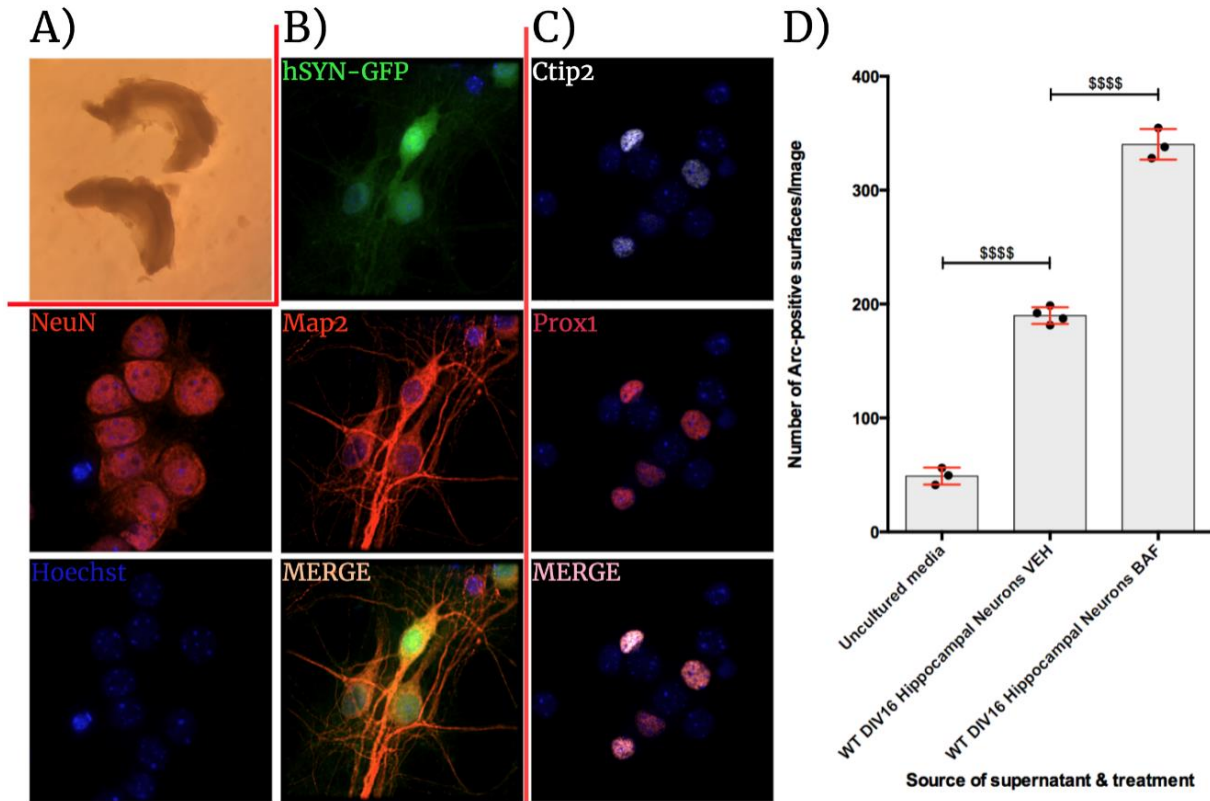 A)
B)
C)
D)
hSYN-GFP
Ctip2
NeuN
Map2
Prox1
Hoechst
MERGE
MERGE
Number of Arc-positive surfaces/Image
400
300
200
100
0
$$$$
$$$$
Uncultured media
WT DIV16 Hippocampal Neurons VEH
WT DIV16 Hippocampal Neurons BAF
Source of supernatant & treatment